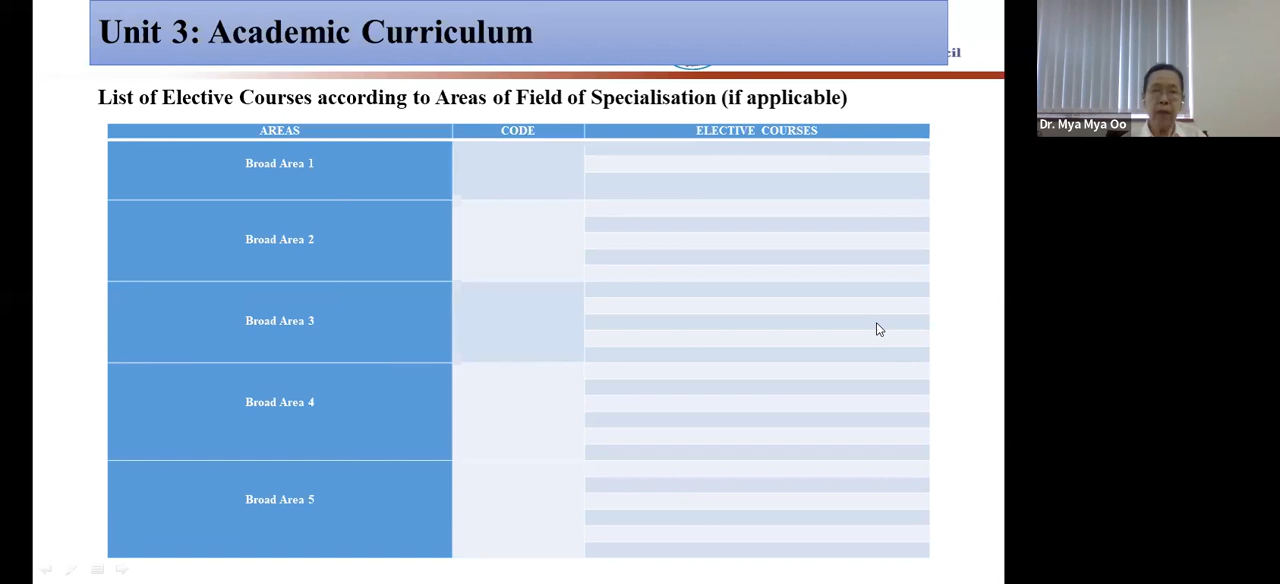 Unit 3: Academic Curriculum
cil
List of Elective Courses according to Areas of Field of Specialisation (if applicable)
AREAS CODE ELECTIVE COURSES
Broad Area 1
Broad Area 2
Broad Area 3
Broad Area 4
Broad Area 5
Dr. Mya Mya Oo